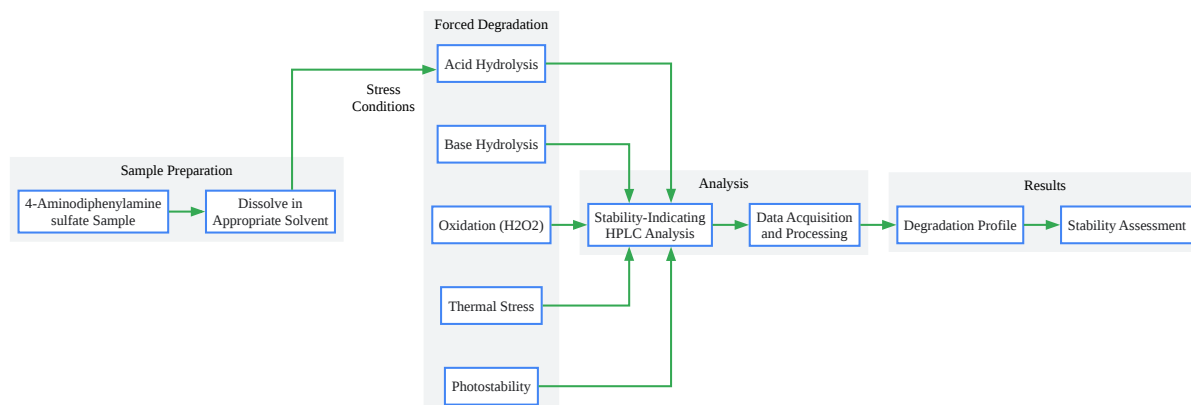 Forced Degradation
Acid Hydrolysis
Stress
Conditions
Base Hydrolysis
Sample Preparation
4-Aminodiphenylamine
sulfate Sample
Dissolve in
Appropriate Solvent
Oxidation (H2O2)
Thermal Stress
Photostability
Analysis
Stability-Indicating
HPLC Analysis
Data Acquisition
and Processing
Results
Degradation Profile
Stability Assessment